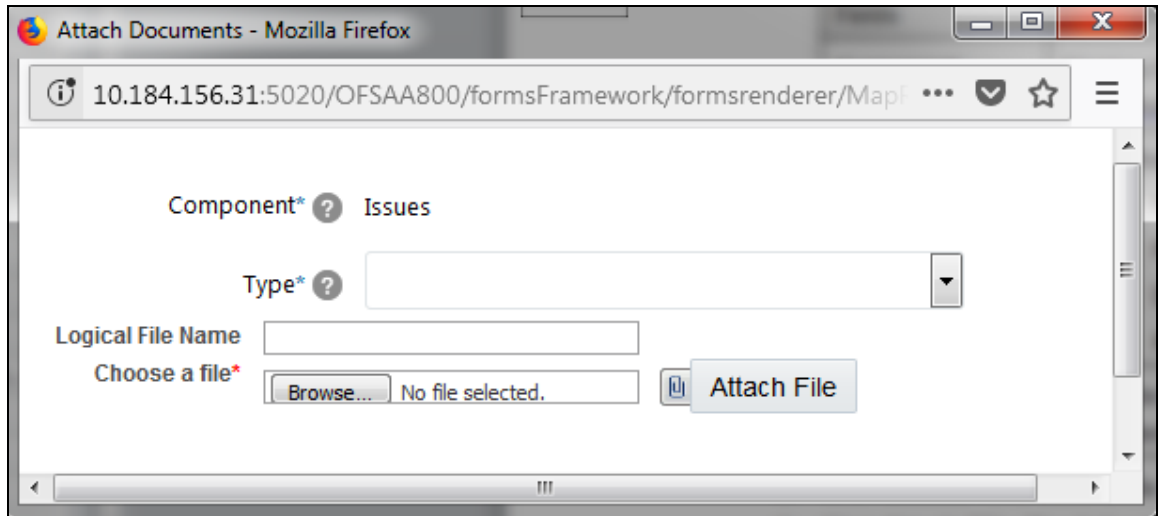 Attach Documents - Mozilla Firefox
10.184.156.31:5020/OFSAA800/formsFramework/formsrenderer/Map
Component* ? Issues
Type* ?
Logical File Name
Choose a file*
Browse... No file selected.
Attach File